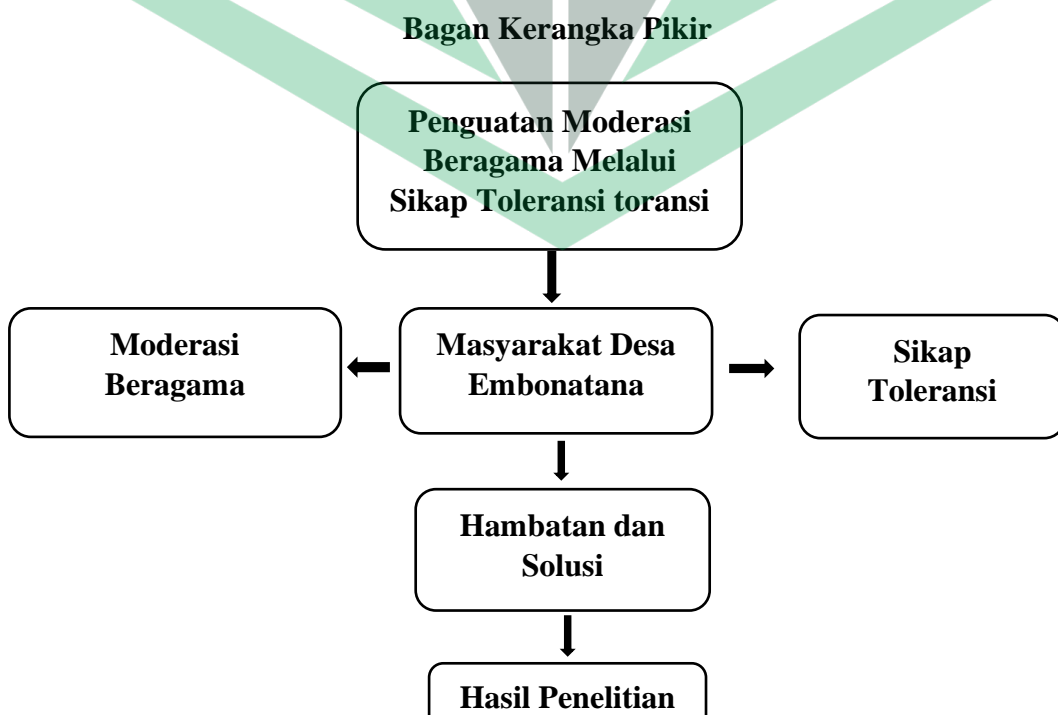 Bagan Kerangka Pikir
Penguatan Moderasi
Beragama Melalui
Sikap Toleransi toransi
Moderasi
Beragama
Masyarakat Desa
Embonatana
Sikap
Toleransi
Hambatan dan
Solusi
Hasil Penelitian